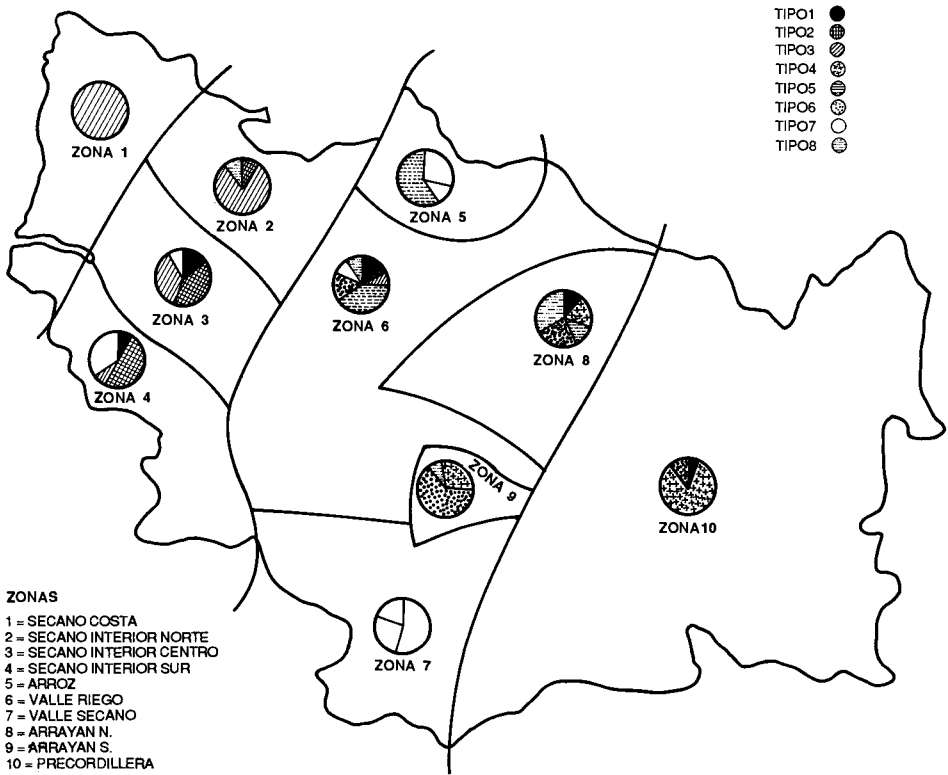 TIPO1
TIPO2
TIPO3
TIPO4
TIPO5
TIPO6
TIPO7
TIPO8
ZONA 1
ZONA 2
ZONA 5
ZONA 3
ZONA 6
ZONA 8
ZONA 4
ZONA 9
ZONA10
ZONA 7
ZONAS
1 = SECANO COSTA
2 = SECANO INTERIOR NORTE
3 = SECANO INTERIOR CENTRO
4 = SECANO INTERIOR SUR
5 = ARROZ
6 = VALLE RIEGO
7 = VALLE SECANO
8 = ARRAYAN N.
9 = ARRAYAN S.
10 = PRECORDILLERA